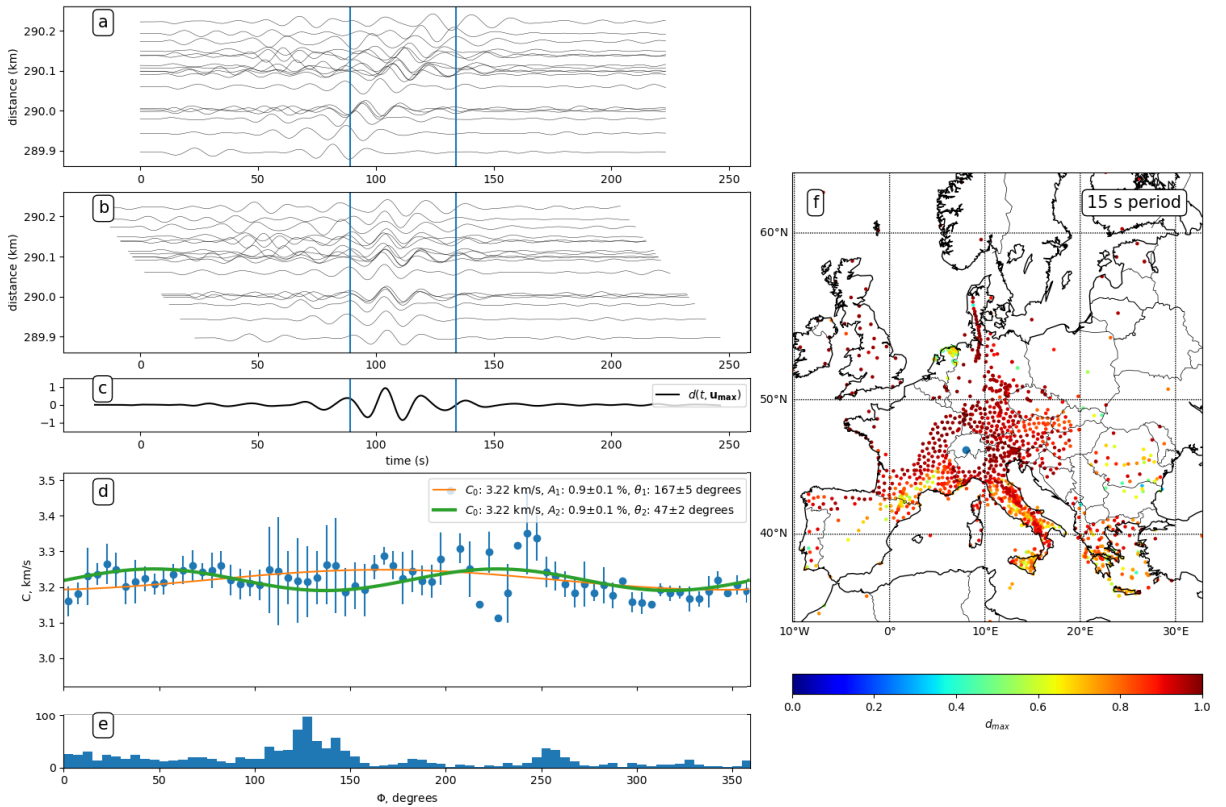 a
distance (km)
290.2
290.1
290.0
289.9
0 50 100 150 200 250
b
distance (km)
290.2
290.1
290.0
289.9
0 50 100 150 200 250
c
1
0
−1
d(t, u_max)
0 50 100 150 200 250
time (s)
d
C, km/s
3.5
3.4
3.3
3.2
3.1
3.0
C₀: 3.22 km/s, A₁: 0.9±0.1 %, θ₁: 167±5 degrees
C₀: 3.22 km/s, A₂: 0.9±0.1 %, θ₂: 47±2 degrees
e
100
0
0 50 100 150 200 250 300 350
Φ, degrees
f
15 s period
60°N
50°N
40°N
10°W 0° 10°E 20°E 30°E
0.0 0.2 0.4 0.6 0.8 1.0
d_max